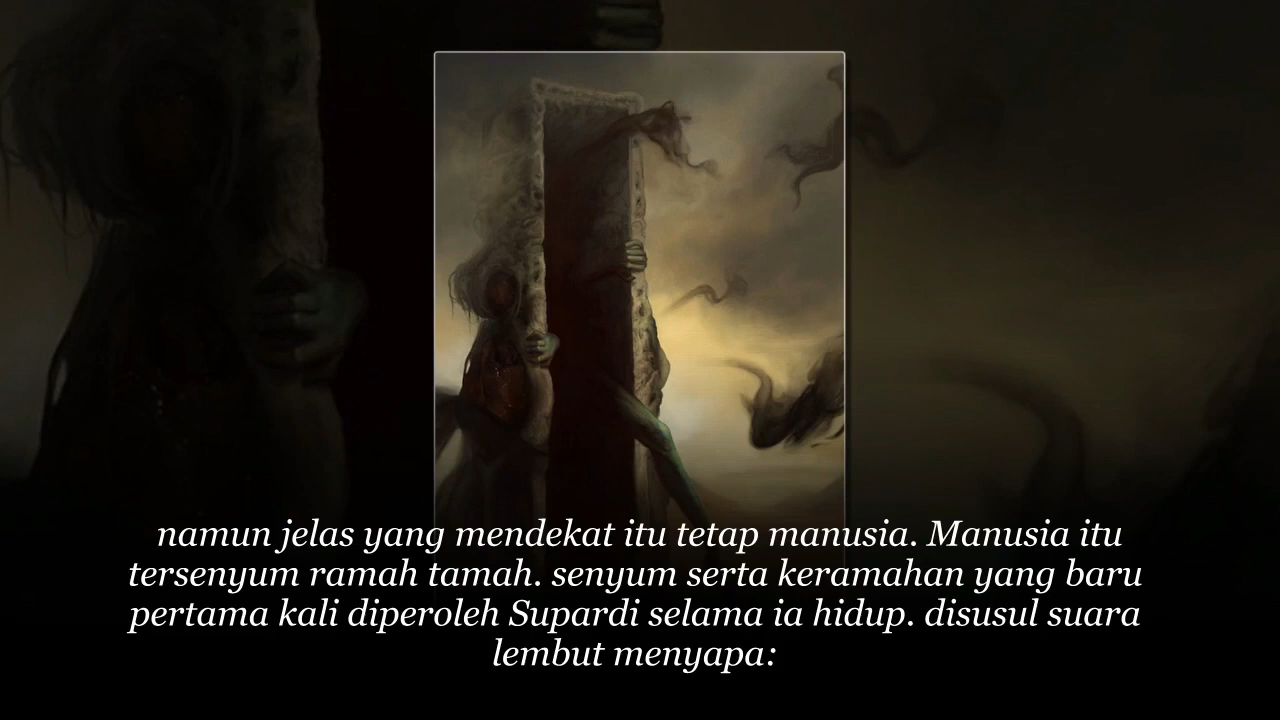 namun jelas yang mendekat itu tetap manusia. Manusia itu
tersenyum ramah tamah. senyum serta keramahan yang baru
pertama kali diperoleh Supardi selama ia hidup. disusul suara
lembut menyapa: